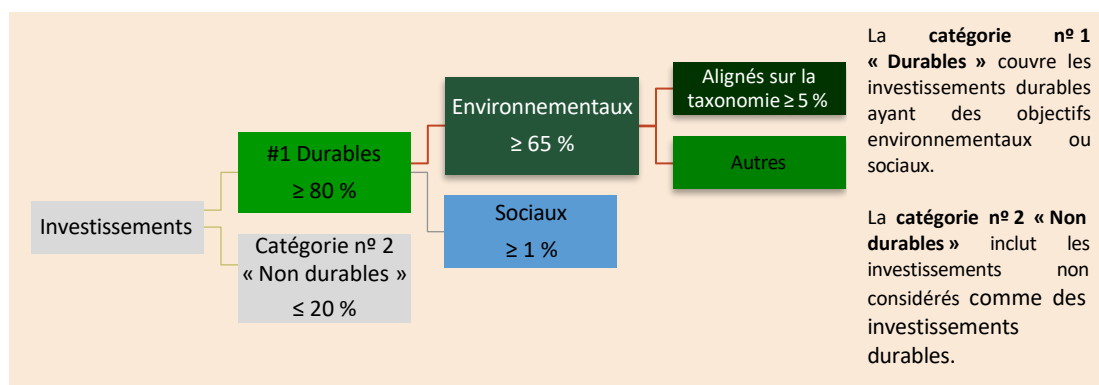 Investissements
#1 Durables
≥ 80 %
Catégorie nº 2
« Non durables »
≤ 20 %
Environnementaux
≥ 65 %
Sociaux
≥ 1 %
Alignés sur la
taxonomie ≥ 5 %
Autres
La catégorie nº 1
« Durables » couvre les
investissements durables
ayant des objectifs
environnementaux ou
sociaux.
La catégorie nº 2 « Non
durables » inclut les
investissements non
considérés comme des
investissements
durables.